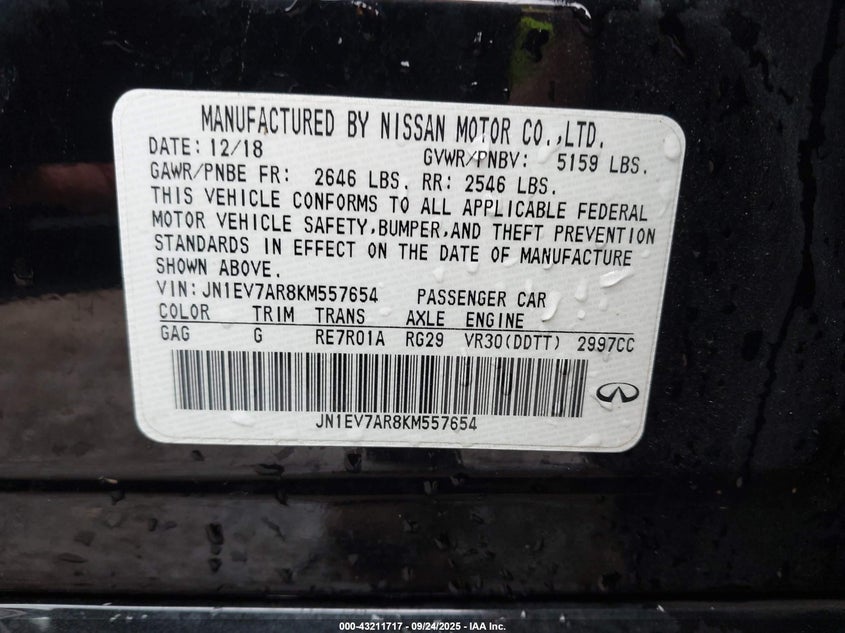 MANUFACTURED BY NISSAN MOTOR CO.,LTD.
DATE: 12/18 GVWR/PNBV: 5159 LBS.
GAWR/PNBE FR: 2646 LBS. RR: 2546 LBS.
THIS VEHICLE CONFORMS TO ALL APPLICABLE FEDERAL
MOTOR VEHICLE SAFETY,BUMPER,AND THEFT PREVENTION
STANDARDS IN EFFECT ON THE DATE OF MANUFACTURE
SHOWN ABOVE.
VIN: JN1EV7AR8KM557654 PASSENGER CAR
COLOR TRIM TRANS AXLE ENGINE
GAG G RE7R01A RG29 VR30(DDTT) 2997CC
JN1EV7AR8KM557654
000-43211717 - 09/24/2025 - IAA Inc.